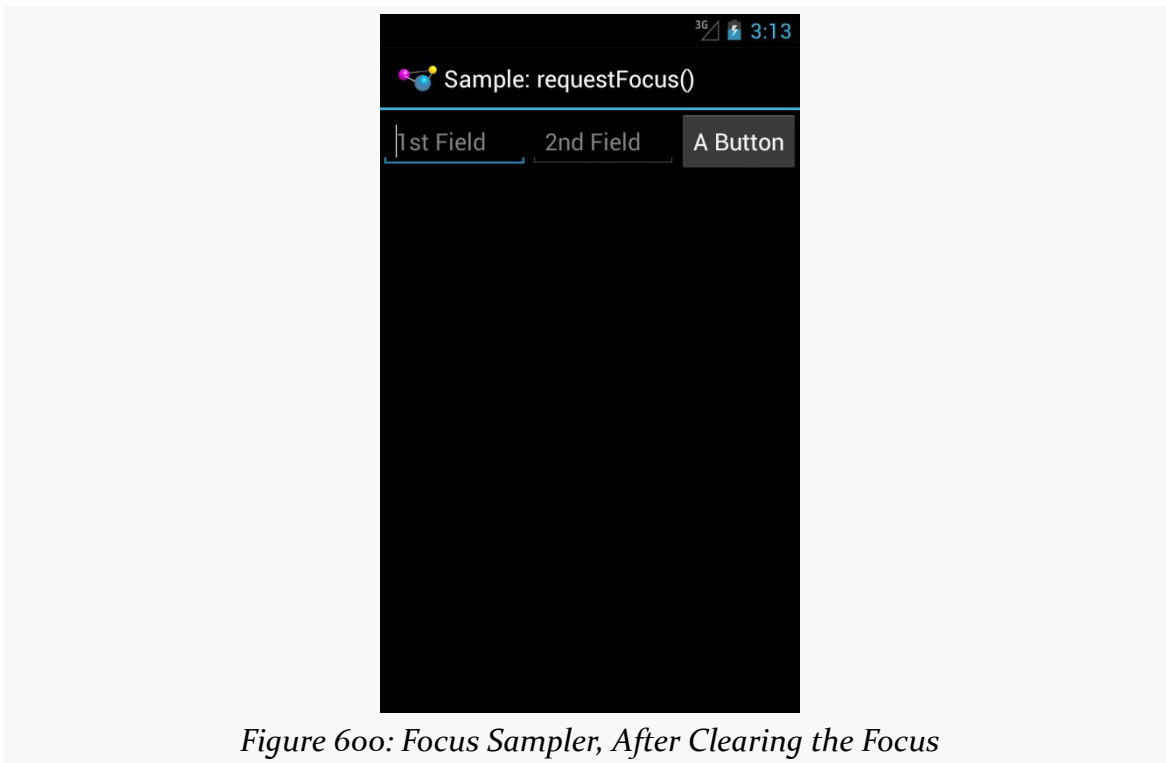 3G 3:13
Sample: requestFocus()
1st Field 2nd Field A Button
Figure 600: Focus Sampler, After Clearing the Focus